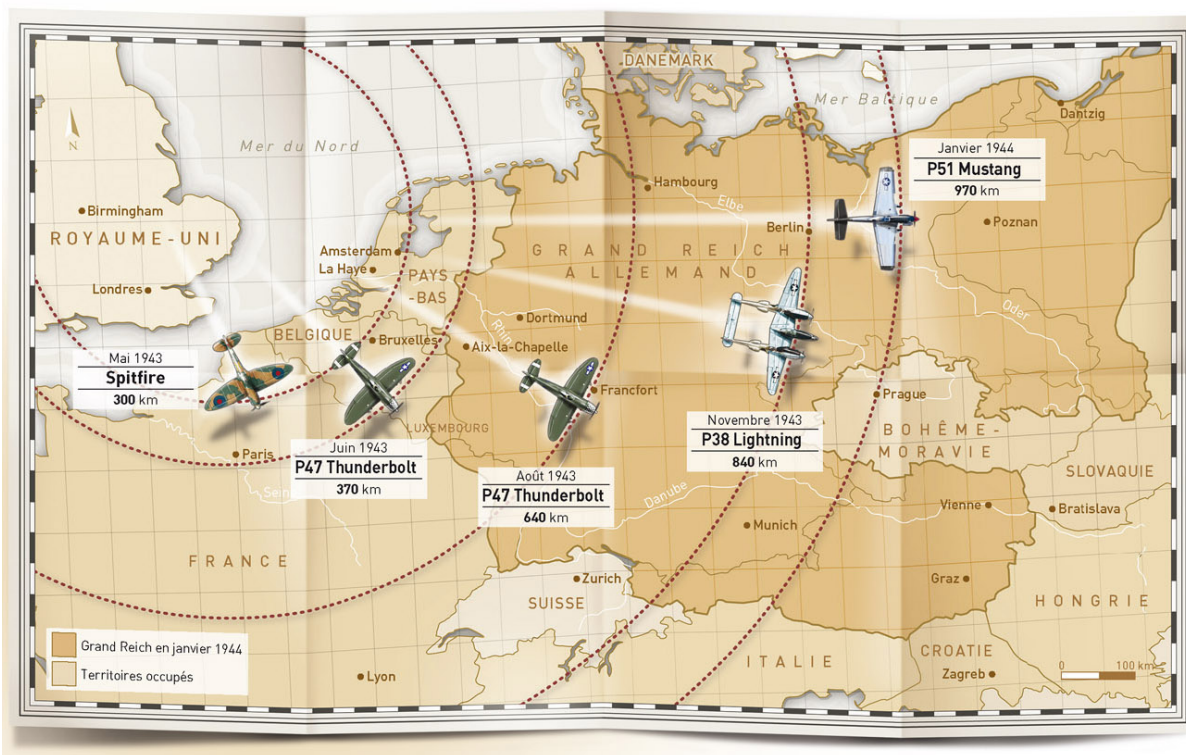 DANEMARK
Mer Baltique
Dantzig
Mer du Nord
N
Janvier 1944
P51 Mustang
970 km
Hambourg
Birmingham
Elbe
Poznan
ROYAUME-UNI
Berlin
Amsterdam
GRAND REICH
ALLEMAND
La Haye
PAYS
-BAS
Londres
Oder
Dortmund
BELGIQUE
Rhin
Bruxelles
Aix-la-Chapelle
Mai 1943
Spitfire
300 km
Francfort
Prague
LUXEMBOURG
Novembre 1943
P38 Lightning
840 km
BOHÊME-
MORAVIE
Paris
Juin 1943
P47 Thunderbolt
370 km
SLOVAQUIE
Août 1943
P47 Thunderbolt
640 km
Seine
Danube
Vienne
Bratislava
Munich
FRANCE
Zurich
Graz
SUISSE
HONGRIE
Grand Reich en janvier 1944
Territoires occupés
ITALIE
CROATIE
Lyon
Zagreb
0 100 km